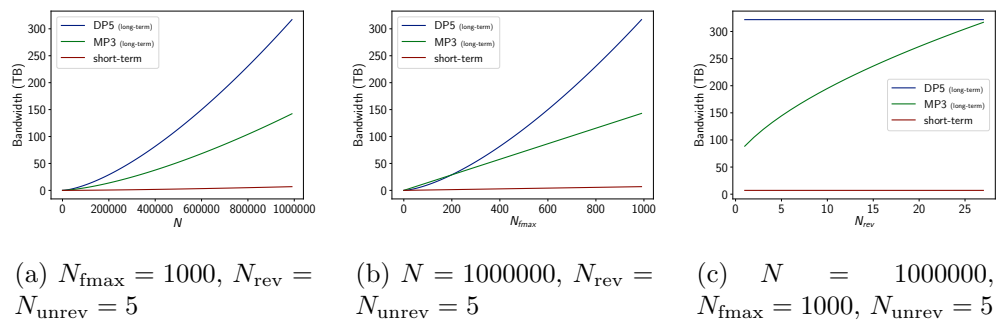 300
250
200
150
100
50
0
Bandwidth (TB)
DP5 (long-term)
MP3 (long-term)
short-term
0 200000 400000 600000 800000 1000000
N
300
250
200
150
100
50
0
Bandwidth (TB)
DP5 (long-term)
MP3 (long-term)
short-term
0 200 400 600 800 1000
N_fmax
300
250
200
150
100
50
0
Bandwidth (TB)
DP5 (long-term)
MP3 (long-term)
short-term
0 5 10 15 20 25
N_rev
(a) N_fmax = 1000, N_rev =
N_unrev = 5
(b) N = 1000000, N_rev =
N_unrev = 5
(c) N = 1000000,
N_fmax = 1000, N_unrev = 5